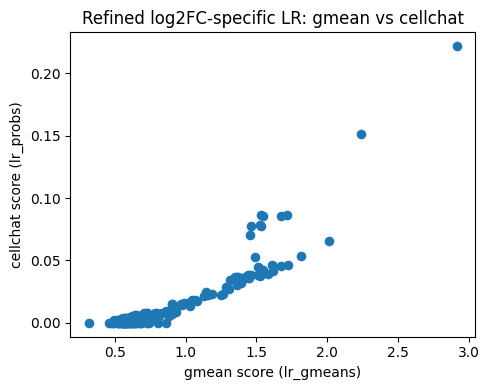 Refined log2FC-specific LR: gmean vs cellchat
cellchat score (lr_probs)
0.20
0.15
0.10
0.05
0.00
0.5 1.0 1.5 2.0 2.5 3.0
gmean score (lr_gmeans)